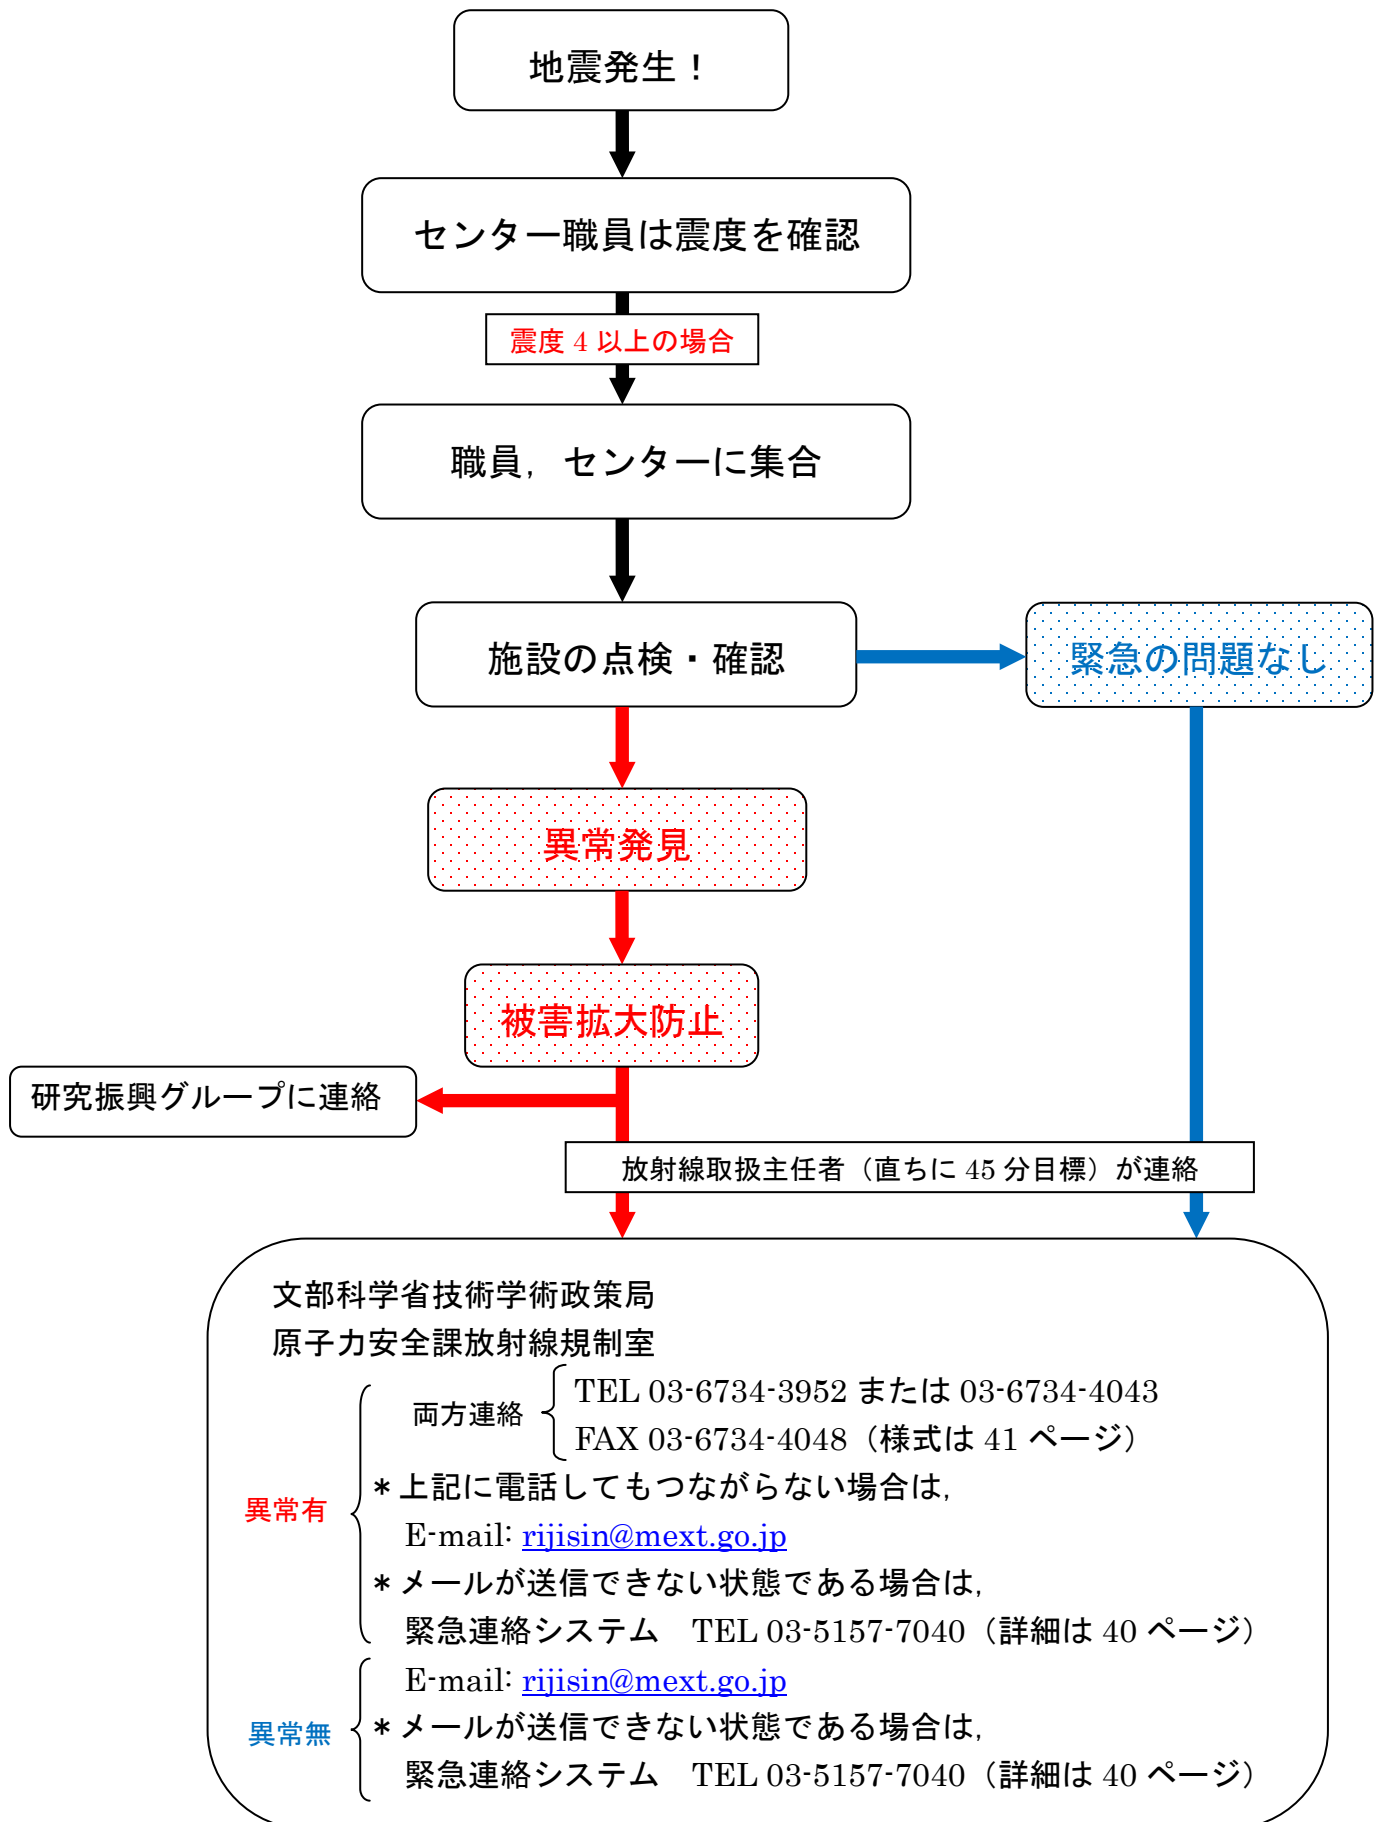 地震発生！
センター職員は震度を確認
震度 4 以上の場合
職員，センターに集合
施設の点検・確認
緊急の問題なし
異常発見
被害拡大防止
研究振興グループに連絡
放射線取扱主任者（直ちに 45 分目標）が連絡
文部科学省技術学術政策局
原子力安全課放射線規制室
両方連絡
TEL 03-6734-3952 または 03-6734-4043
FAX 03-6734-4048（様式は 41 ページ）
異常有
＊上記に電話してもつながらない場合は，
E-mail: rijisin@mext.go.jp
＊メールが送信できない状態である場合は，
緊急連絡システム　TEL 03-5157-7040（詳細は 40 ページ）
異常無
E-mail: rijisin@mext.go.jp
＊メールが送信できない状態である場合は，
緊急連絡システム　TEL 03-5157-7040（詳細は 40 ページ）